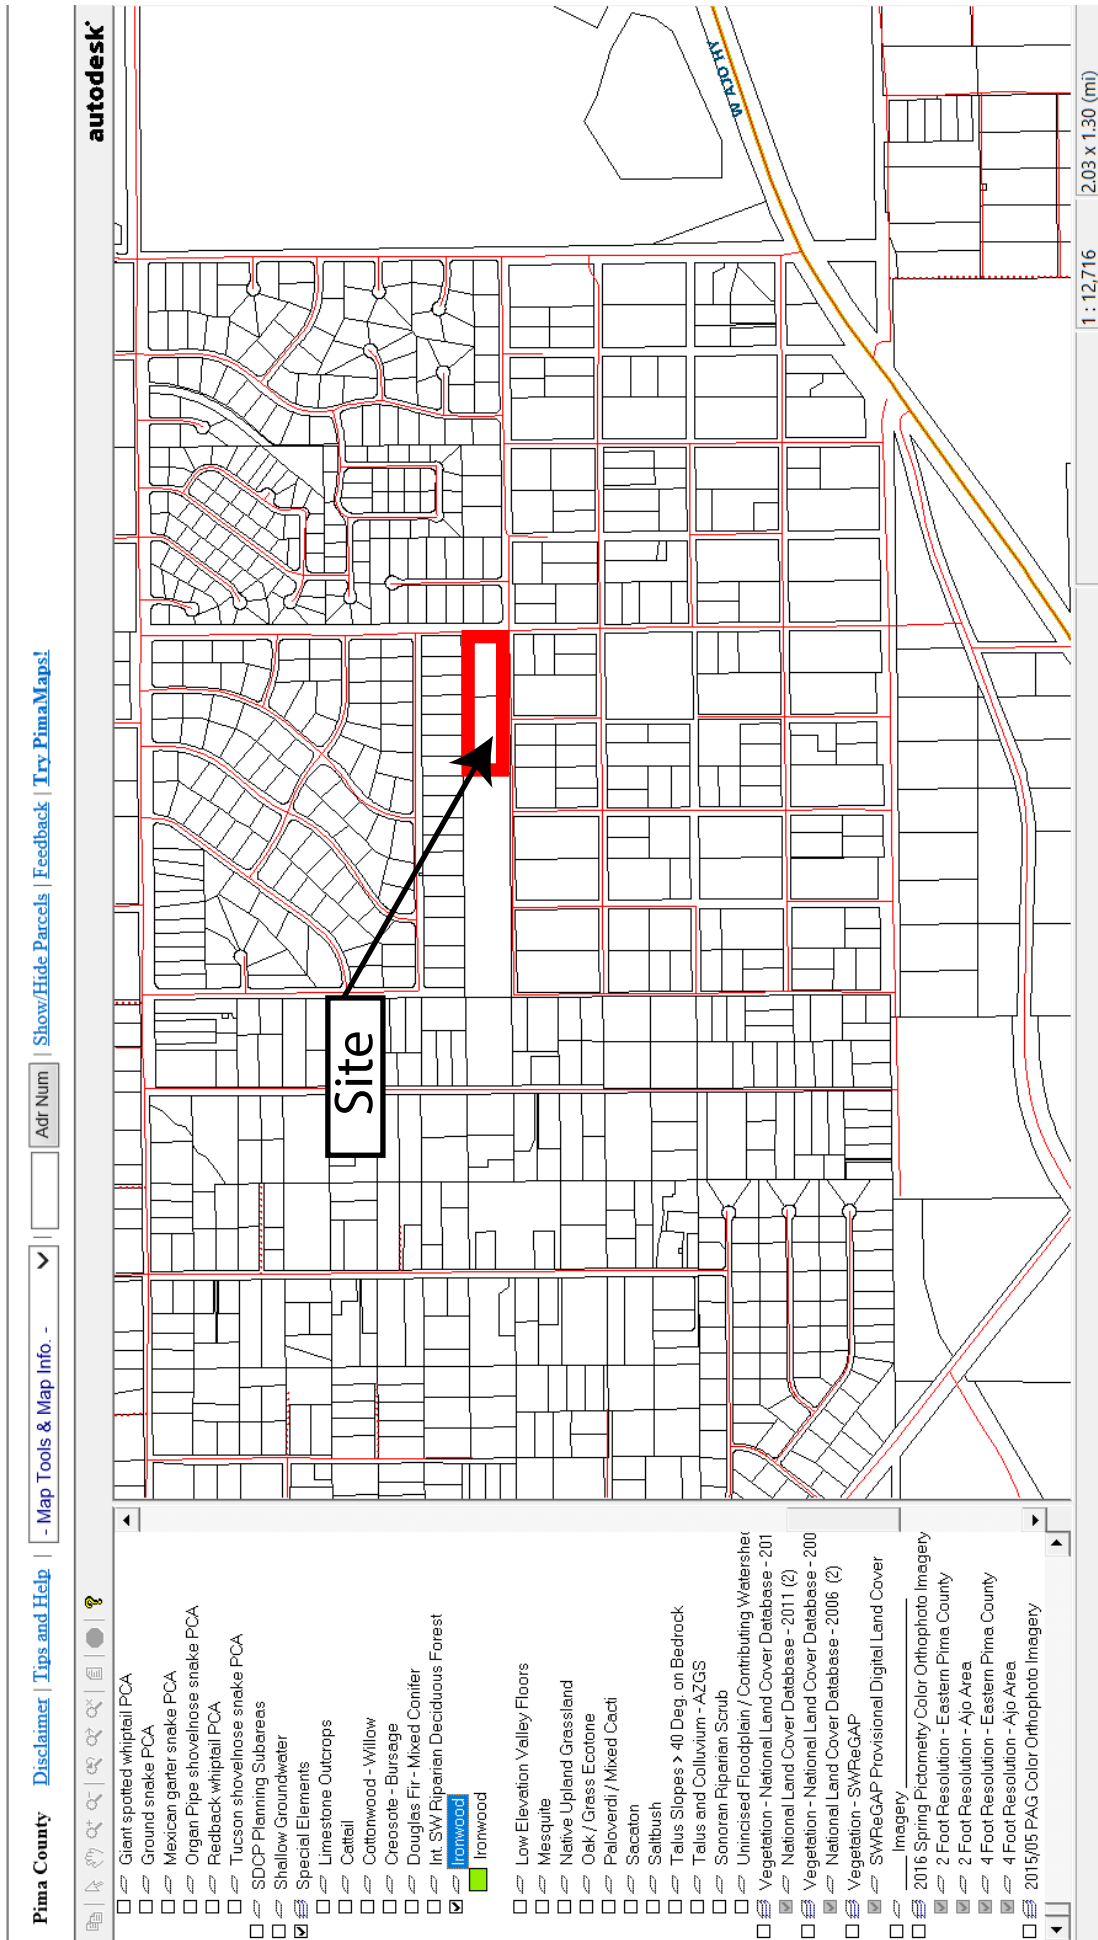 Pima County Disclaimer | Tips and Help | - Map Tools & Map Info. - | Adr Num | Show/Hide Parcels | Feedback | Try PimaMaps!
autodesk
Giant spotted whiptail PCA
Ground snake PCA
Mexican garter snake PCA
Organ Pipe shovelnose snake PCA
Redback whiptail PCA
Tucson shovelnose snake PCA
SDCP Planning Subareas
Shallow Groundwater
Special Elements
Limestone Outcrops
Cattail
Cottonwood - Willow
Creosote - Bursage
Douglas Fir - Mixed Conifer
Int. SW Riparian Deciduous Forest
Ironwood
Ironwood
Low Elevation Valley Floors
Mesquite
Native Upland Grassland
Oak / Grass Ecotone
Paloverdi / Mixed Cacti
Sacaton
Saltbush
Talus Slopes > 40 Deg. on Bedrock
Talus and Colluvium - AZGS
Sonoran Riparian Scrub
Unincised Floodplain / Contributing Watershed
Vegetation - National Land Cover Database - 201
National Land Cover Database - 2011 (2)
Vegetation - National Land Cover Database - 200
National Land Cover Database - 2006 (2)
Vegetation - SWReGAP
SWReGAP Provisional Digital Land Cover
Imagery
2016 Spring Pictometry Color Orthophoto Imagery
2 Foot Resolution - Eastern Pima County
2 Foot Resolution - Ajo Area
4 Foot Resolution - Eastern Pima County
4 Foot Resolution - Ajo Area
2015/05 PAG Color Orthophoto Imagery
Site
W AJO HY
1 : 12,716 2.03 x 1.30 (mi)